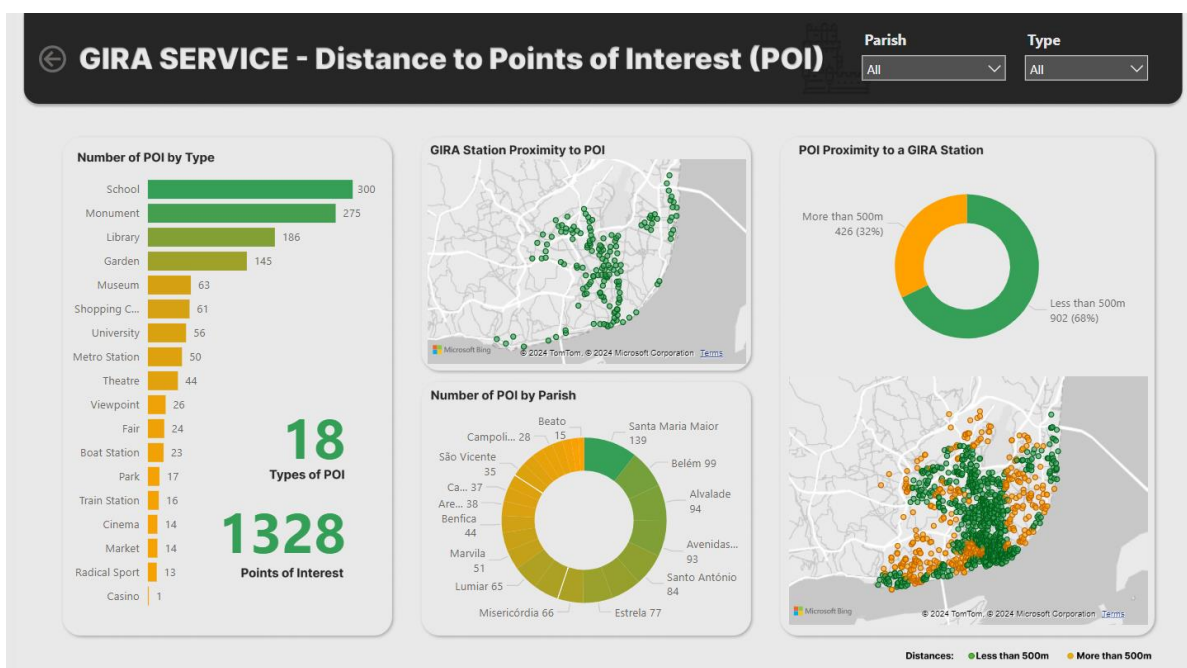 GIRA SERVICE - Distance to Points of Interest (POI)
Parish
All
Type
All
Number of POI by Type
School 300
Monument 275
Library 186
Garden 145
Museum 63
Shopping C... 61
University 56
Metro Station 50
Theatre 44
Viewpoint 26
Fair 24
Boat Station 23
Park 17
Train Station 16
Cinema 14
Market 14
Radical Sport 13
Casino 1
18
Types of POI
1328
Points of Interest
GIRA Station Proximity to POI
Microsoft Bing
© 2024 TomTom, © 2024 Microsoft Corporation Terms
Number of POI by Parish
Santa Maria Maior
139
Belém 99
Alvalade
94
Avenidas...
93
Santo António
84
Estrela 77
Misericórdia 66
Lumiar 65
Marvila
51
Benfica
44
Are... 38
Ca... 37
São Vicente
35
Campoli... 28
Beato
15
POI Proximity to a GIRA Station
More than 500m
426 (32%)
Less than 500m
902 (68%)
Microsoft Bing
© 2024 TomTom, © 2024 Microsoft Corporation Terms
Distances: Less than 500m More than 500m